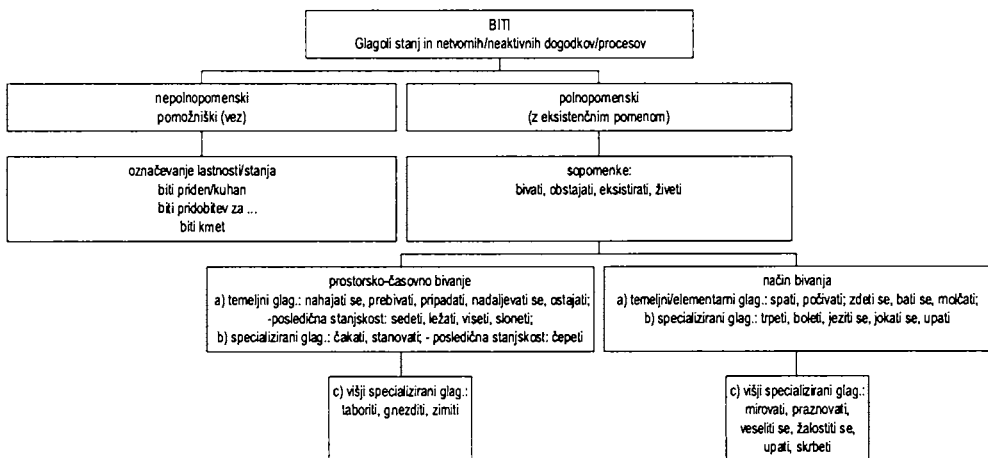 BITI
Glagoli stanj in netvornih/neaktivnih dogodkov/procesov
nepolnopomenski
pomožniški (vez)
polnopomenski
(z eksistenčnim pomenom)
označevanje lastnosti/stanja
biti priden/kuhan
biti pridobitev za ...
biti kmet
sopomenke:
bivati, obstajati, eksistirati, živeti
prostorsko-časovno bivanje
a) temeljni glag.: nahajati se, prebivati, pripadati, nadaljevati se, ostajati;
-posledična stanjskost: sedeti, ležati, viseti, sloneti;
b) specializirani glag.: čakati, stanovati; - posledična stanjskost: čepeti
način bivanja
a) temeljni/elementarni glag.: spati, počivati; zdeti se, bati se, molčati;
b) specializirani glag.: trpeti, boleti, jeziti se, jokati se, upati
c) višji specializirani glag.:
taboriti, gnezditi, zimiti
c) višji specializirani glag.:
mirovati, praznovati,
veseliti se, žalostiti se,
upati, skrbeti